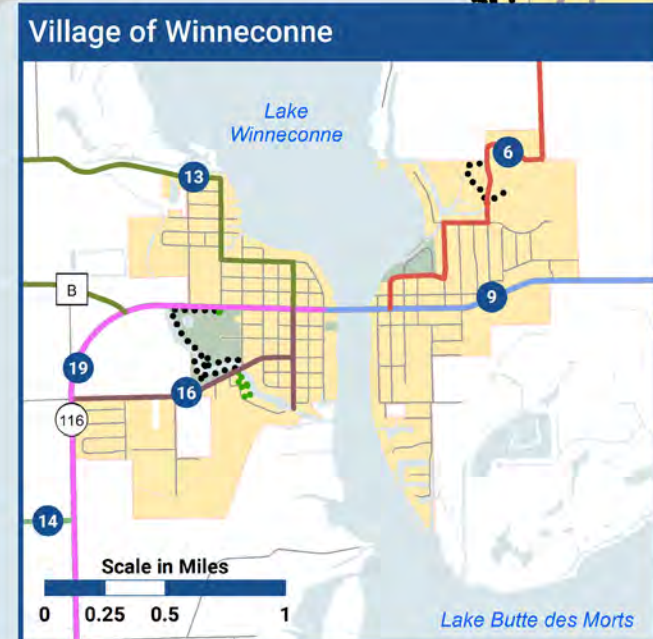 Village of Winneconne
Lake
Winneconne
6
13
B
9
19
16
116
14
Scale in Miles
0 0.25 0.5 1
Lake Butte des Morts